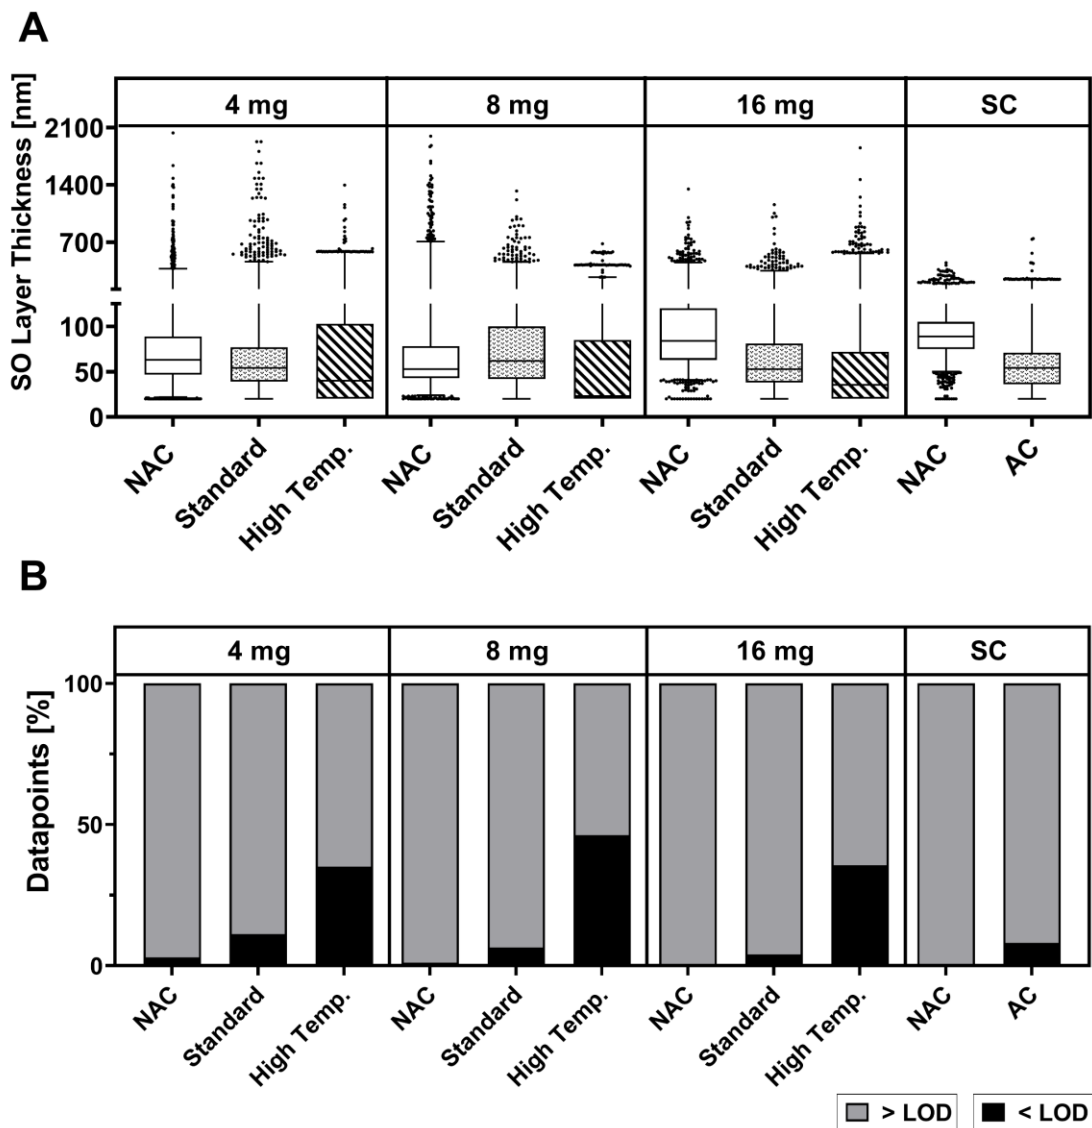 A
4 mg 8 mg 16 mg SC
SO Layer Thickness [nm]
2100
1400
700
100
50
0
NAC Standard High Temp. NAC Standard High Temp. NAC Standard High Temp. NAC AC
B
4 mg 8 mg 16 mg SC
Datapoints [%]
100
50
0
NAC Standard High Temp. NAC Standard High Temp. NAC Standard High Temp. NAC AC
> LOD < LOD